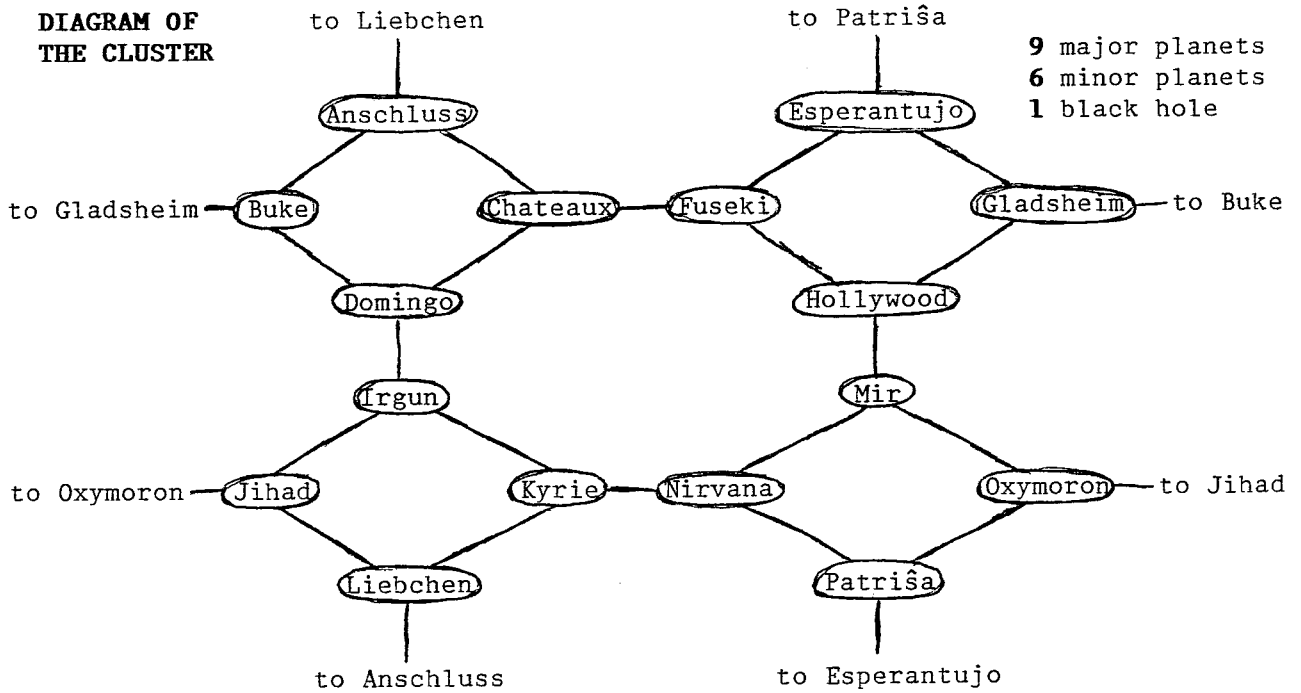 DIAGRAM OF
THE CLUSTER
to Liebchen
to Patriŝa
9 major planets
6 minor planets
1 black hole
Anschluss
Esperantujo
to Gladsheim
Buke
Chateaux
Fuseki
Gladsheim
to Buke
Domingo
Hollywood
Irgun
Mir
to Oxymoron
Jihad
Kyrie
Nirvana
Oxymoron
to Jihad
Liebchen
Patriŝa
to Anschluss
to Esperantujo